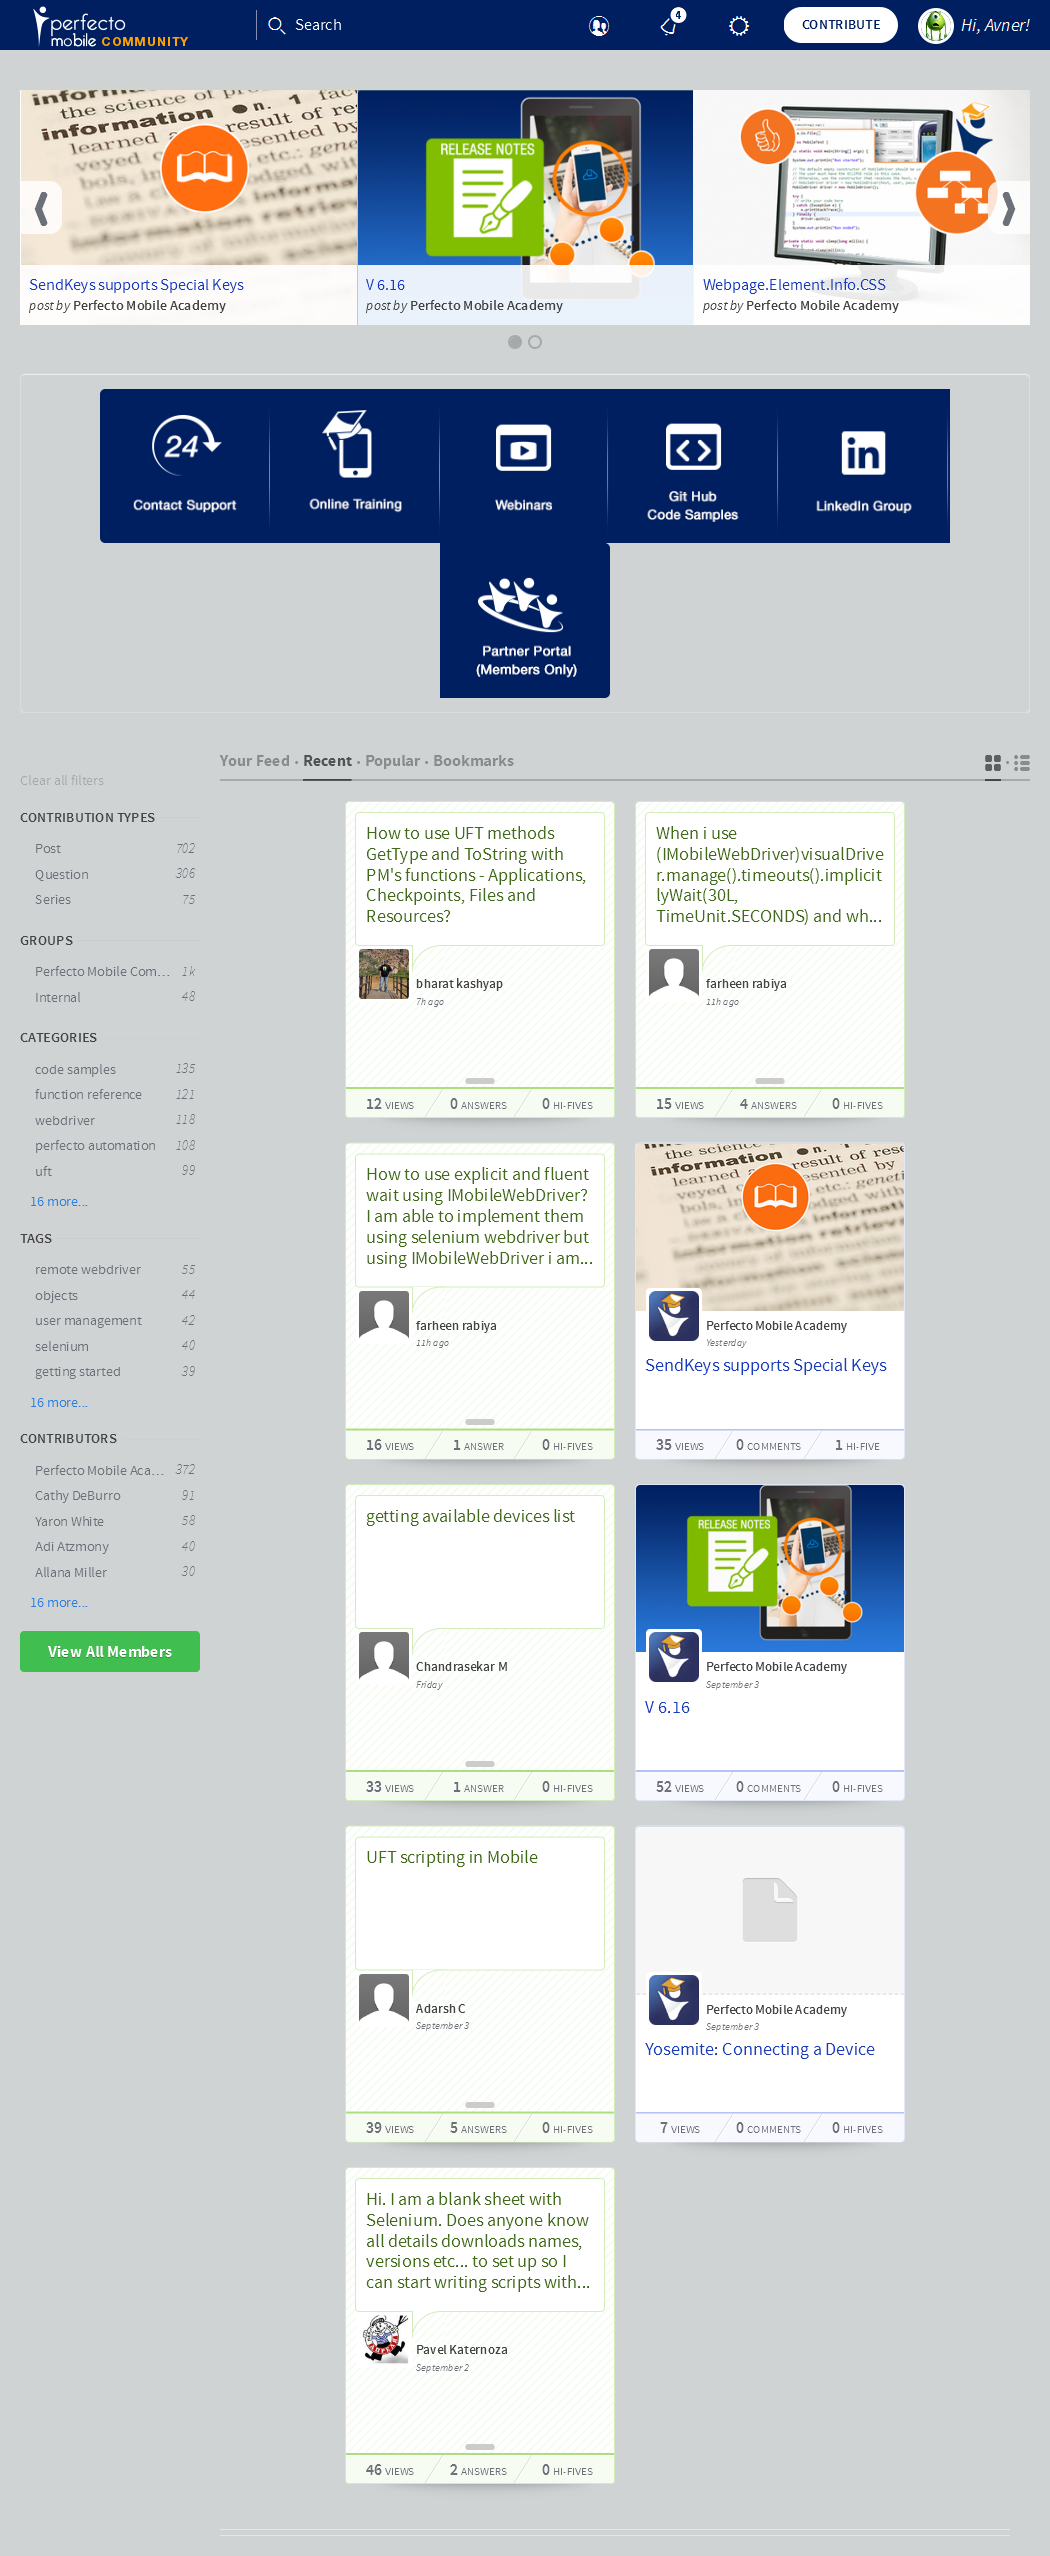 perfecto
mobile COMMUNITY
Search
4
CONTRIBUTE
Hi, Avner!
SendKeys supports Special Keys
post by Perfecto Mobile Academy
RELEASE NOTES
V 6.16
post by Perfecto Mobile Academy
Webpage.Element.Info.CSS
post by Perfecto Mobile Academy
24
Contact Support
Online Training
Webinars
Git Hub
Code Samples
in
LinkedIn Group
Partner Portal
(Members Only)
Your Feed • Recent • Popular • Bookmarks
Clear all filters
CONTRIBUTION TYPES
Post 702
Question 306
Series 75
GROUPS
Perfecto Mobile Com... 1k
Internal 48
CATEGORIES
code samples 135
function reference 121
webdriver 118
perfecto automation 108
uft 99
16 more...
TAGS
remote webdriver 55
objects 44
user management 42
selenium 40
getting started 39
16 more...
CONTRIBUTORS
Perfecto Mobile Aca... 372
Cathy DeBurro 91
Yaron White 58
Adi Atzmony 40
Allana Miller 30
16 more...
View All Members
How to use UFT methods
GetType and ToString with
PM's functions - Applications,
Checkpoints, Files and
Resources?
bharat kashyap
7h ago
12 VIEWS 0 ANSWERS 0 HI-FIVES
When i use
(IMobileWebDriver)visualDrive
r.manage().timeouts().implicit
lyWait(30L,
TimeUnit.SECONDS) and wh...
farheen rabiya
11h ago
15 VIEWS 4 ANSWERS 0 HI-FIVES
How to use explicit and fluent
wait using IMobileWebDriver?
I am able to implement them
using selenium webdriver but
using IMobileWebDriver i am...
farheen rabiya
11h ago
16 VIEWS 1 ANSWER 0 HI-FIVES
Perfecto Mobile Academy
Yesterday
SendKeys supports Special Keys
35 VIEWS 0 COMMENTS 1 HI-FIVE
getting available devices list
Chandrasekar M
Friday
33 VIEWS 1 ANSWER 0 HI-FIVES
RELEASE NOTES
Perfecto Mobile Academy
September 3
V 6.16
52 VIEWS 0 COMMENTS 0 HI-FIVES
UFT scripting in Mobile
Adarsh C
September 3
39 VIEWS 5 ANSWERS 0 HI-FIVES
Perfecto Mobile Academy
September 3
Yosemite: Connecting a Device
7 VIEWS 0 COMMENTS 0 HI-FIVES
Hi. I am a blank sheet with
Selenium. Does anyone know
all details downloads names,
versions etc... to set up so I
can start writing scripts with...
Pavel Katernoza
September 2
46 VIEWS 2 ANSWERS 0 HI-FIVES